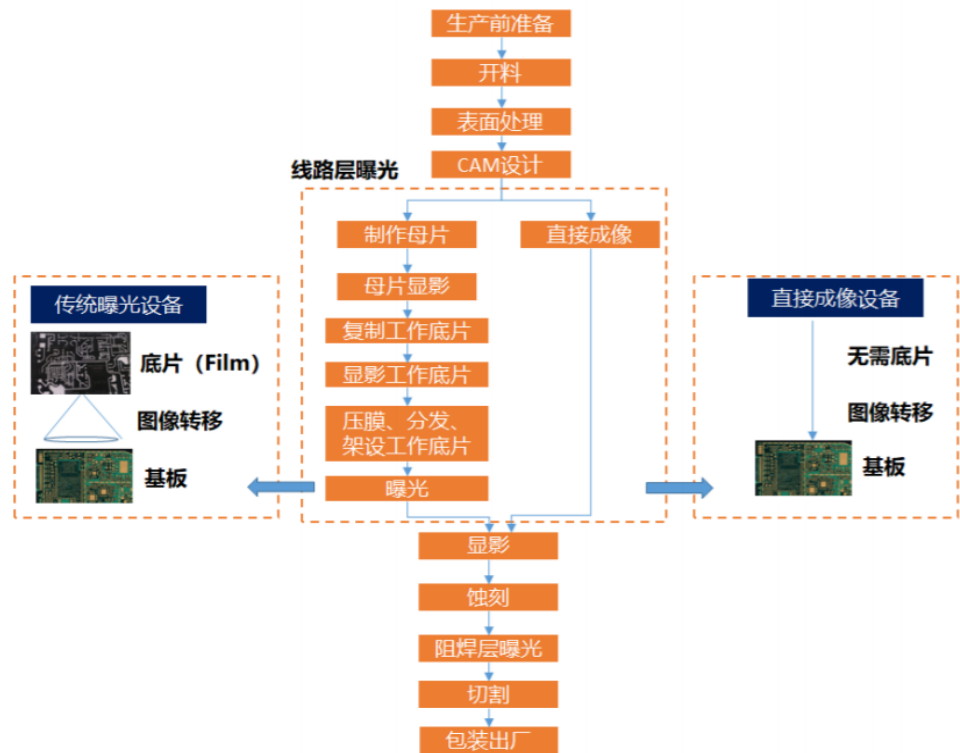 生产前准备
开料
表面处理
CAM设计
线路层曝光
制作母片
直接成像
母片显影
复制工作底片
显影工作底片
压膜、分发、
架设工作底片
曝光
传统曝光设备
底片（Film）
图像转移
基板
直接成像设备
无需底片
图像转移
基板
显影
蚀刻
阻焊层曝光
切割
包装出厂